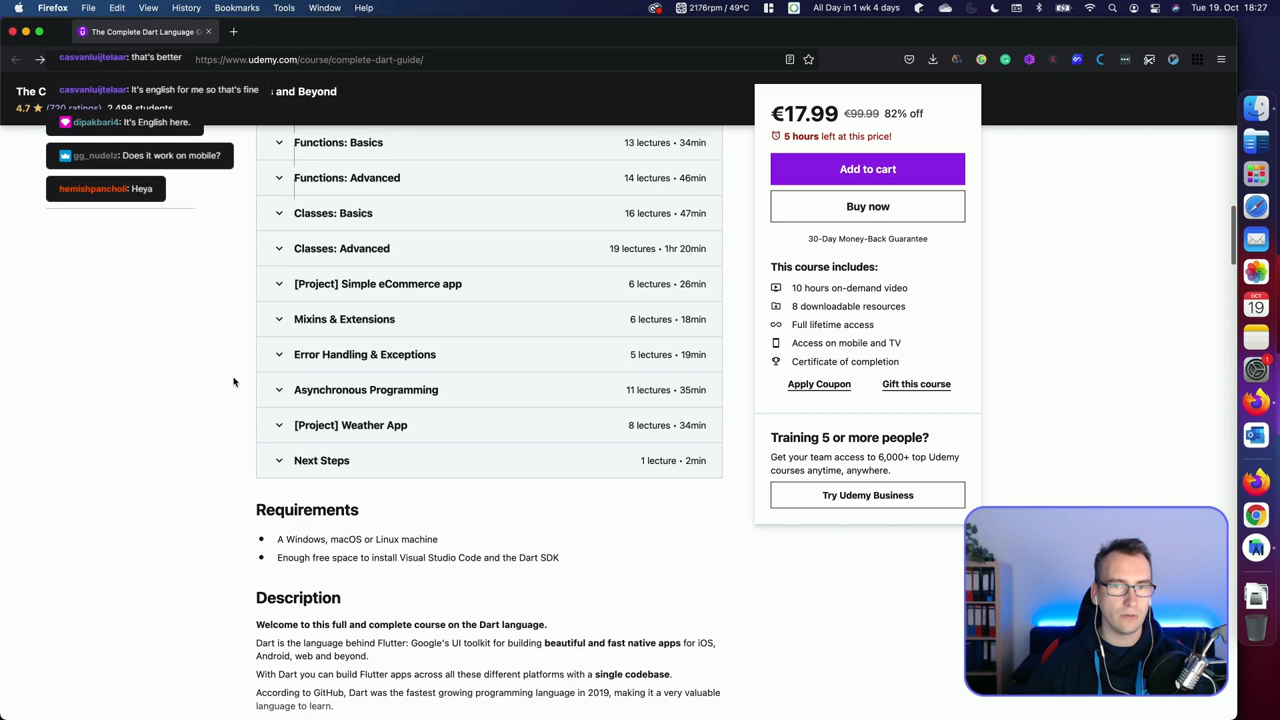 Firefox File Edit View History Bookmarks Tools Window Help
2176rpm / 49°C
All Day in 1422w 4d
Tue 19. Oct 18:27
The Complete Dart Language G
casvanluijtelaar: that's better
https://www.udemy.com/course/complete-dart-guide/
The C
casvanluijtelaar: It's english for me so that's fine
s and Beyond
4.7 (720 ratings) 2,498 students
dipakbari4: It's English here.
gg_nudelz: Does it work on mobile?
hemishpancholi: Heya
Functions: Basics 13 lectures • 34min
Functions: Advanced 14 lectures • 46min
Classes: Basics 16 lectures • 47min
Classes: Advanced 19 lectures • 1hr 20min
[Project] Simple eCommerce app 6 lectures • 26min
Mixins & Extensions 6 lectures • 18min
Error Handling & Exceptions 5 lectures • 19min
Asynchronous Programming 11 lectures • 35min
[Project] Weather App 8 lectures • 34min
Next Steps 1 lecture • 2min
Requirements
A Windows, macOS or Linux machine
Enough free space to install Visual Studio Code and the Dart SDK
Description
Welcome to this full and complete course on the Dart language.
Dart is the language behind Flutter: Google's UI toolkit for building beautiful and fast native apps for iOS,
Android, web and beyond.
With Dart you can build Flutter apps across all these different platforms with a single codebase.
According to GitHub, Dart was the fastest growing programming language in 2019, making it a very valuable
language to learn.
€17.99 €99.99 82% off
5 hours left at this price!
Add to cart
Buy now
30-Day Money-Back Guarantee
This course includes:
10 hours on-demand video
8 downloadable resources
Full lifetime access
Access on mobile and TV
Certificate of completion
Apply Coupon Gift this course
Training 5 or more people?
Get your team access to 6,000+ top Udemy
courses anytime, anywhere.
Try Udemy Business
OCT
19
1